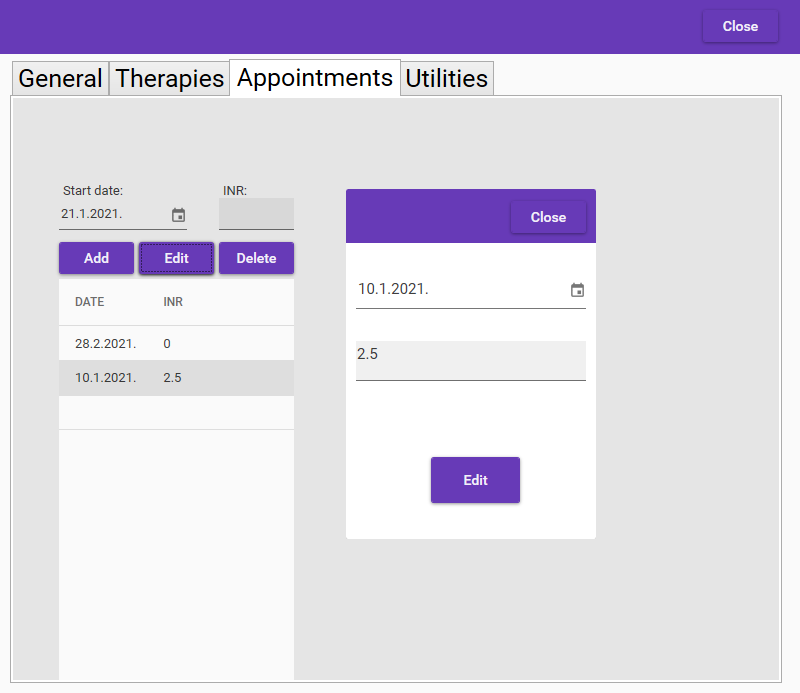 Close
General Therapies Appointments Utilities
Start date: INR:
21.1.2021.
Add Edit Delete
DATE INR
28.2.2021. 0
10.1.2021. 2.5
Close
10.1.2021.
2.5
Edit